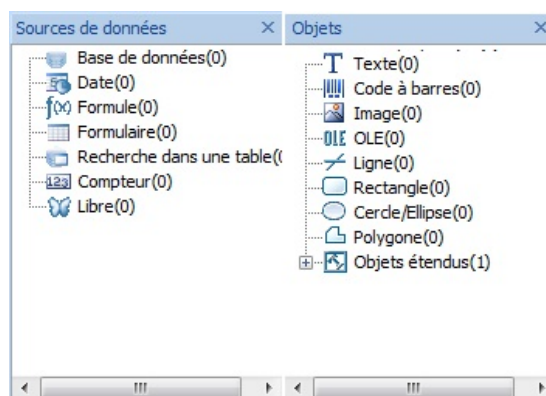 Sources de données
Base de données(0)
Date(0)
Formule(0)
Formulaire(0)
Recherche dans une table(
Compteur(0)
Libre(0)
Objets
Texte(0)
Code à barres(0)
Image(0)
OLE(0)
Ligne(0)
Rectangle(0)
Cercle/Ellipse(0)
Polygone(0)
Objets étendus(1)